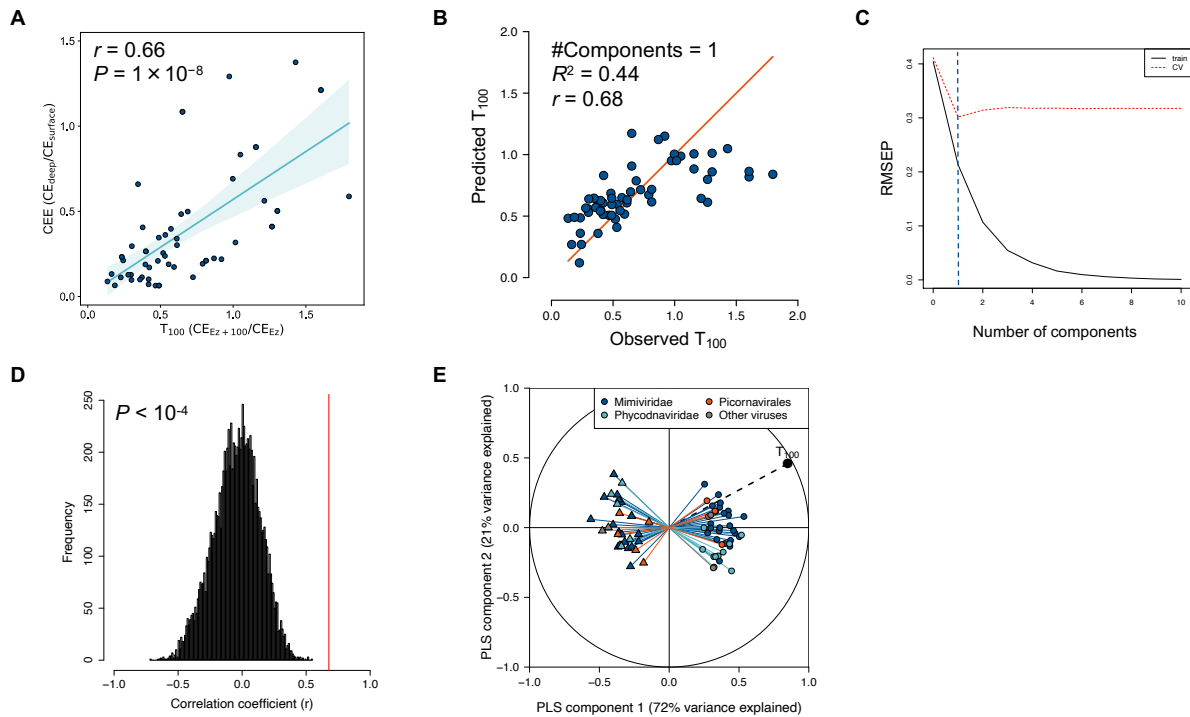 A
r = 0.66
P = 1 × 10⁻⁸
CEE (CE_deep/CE_surface)
1.5
1.0
0.5
0.0
0.0 0.5 1.0 1.5
T₁₀₀ (CE_Ez + 100/CE_Ez)
B
#Components = 1
R² = 0.44
r = 0.68
Predicted T₁₀₀
2.0
1.5
1.0
0.5
0.0
0.0 0.5 1.0 1.5 2.0
Observed T₁₀₀
C
train
CV
RMSEP
0.4
0.3
0.2
0.1
0.0
0 2 4 6 8 10
Number of components
D
P < 10⁻⁴
Frequency
250
200
150
100
50
0
−1.0 −0.5 0.0 0.5 1.0
Correlation coefficient (r)
E
Mimiviridae Picornavirales
Phycodnaviridae Other viruses
T₁₀₀
PLS component 2 (21% variance explained)
1.0
0.5
0.0
−0.5
−1.0
−1.0 −0.5 0.0 0.5 1.0
PLS component 1 (72% variance explained)